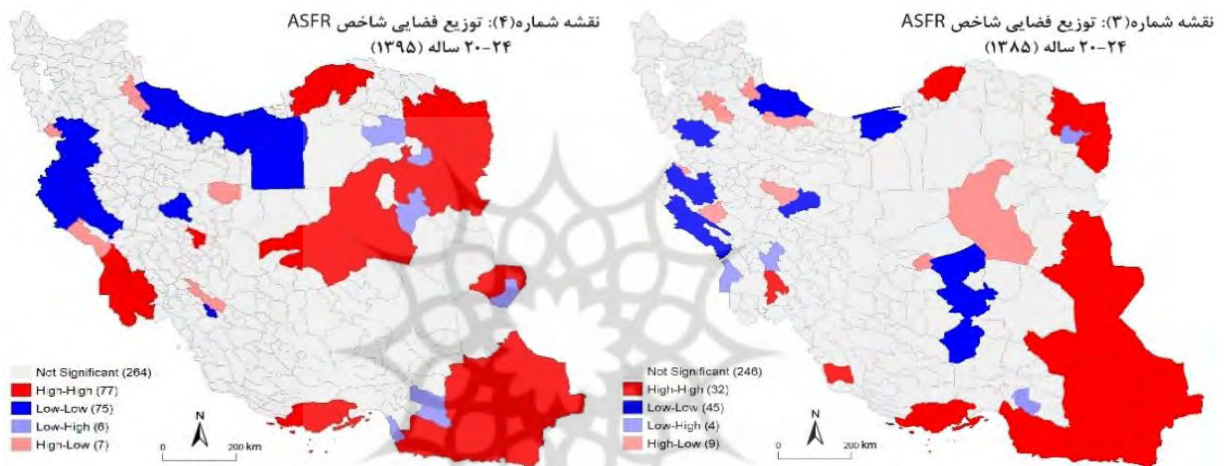 نقشه شماره(۴): توزیع فضایی شاخص ASFR
۲۰-۲۴ ساله (۱۳۹۵)
Not Significant (264)
High-High (77)
Low-Low (75)
Low-High (6)
High-Low (7)
N
200 km
نقشه شماره(۳): توزیع فضایی شاخص ASFR
۲۰-۲۴ ساله (۱۳۸۵)
Not Significant (246)
High-High (32)
Low-Low (45)
Low-High (4)
High-Low (9)
N
200 km